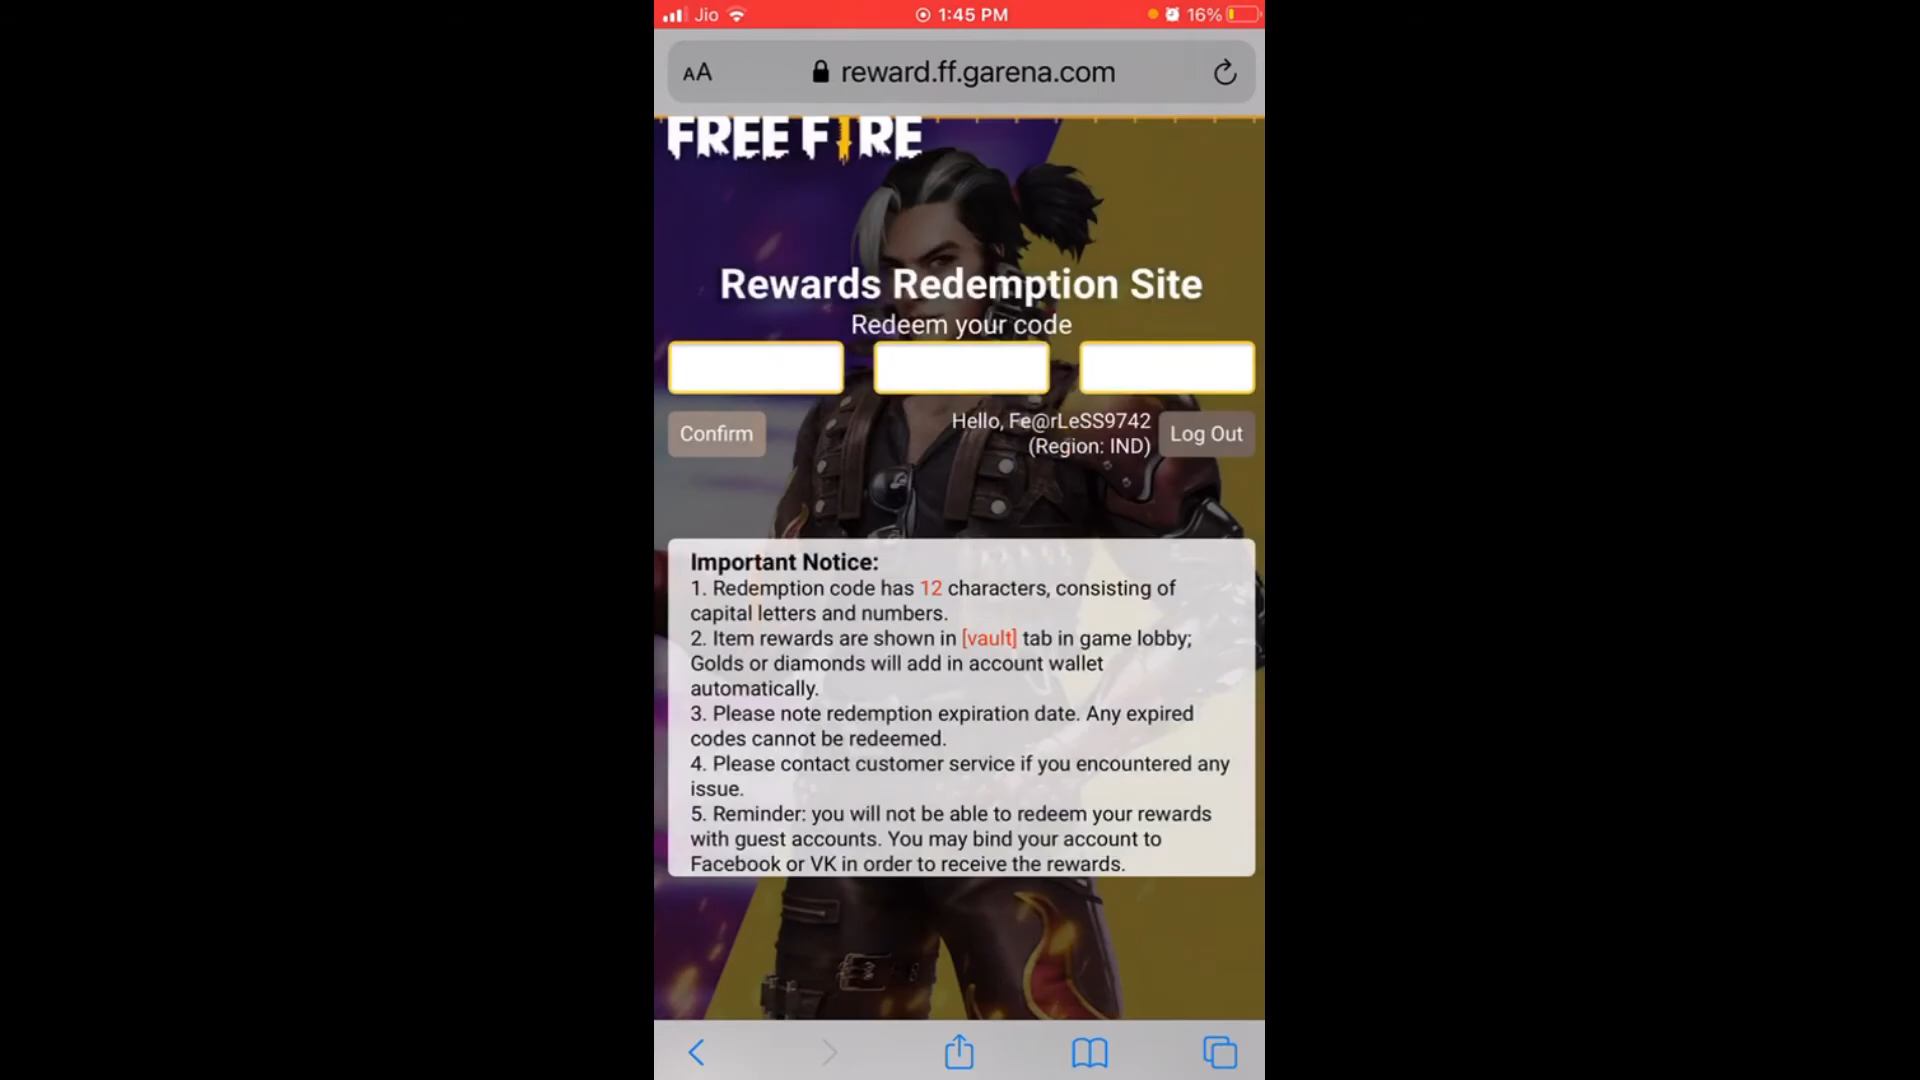 Jio
1:45 PM
16%
AA
reward.ff.garena.com
FREE FIRE
Rewards Redemption Site
Redeem your code
Confirm
Hello, Fe@rLeSS9742
(Region: IND)
Log Out
Important Notice:
1. Redemption code has 12 characters, consisting of
capital letters and numbers.
2. Item rewards are shown in [vault] tab in game lobby;
Golds or diamonds will add in account wallet
automatically.
3. Please note redemption expiration date. Any expired
codes cannot be redeemed.
4. Please contact customer service if you encountered any
issue.
5. Reminder: you will not be able to redeem your rewards
with guest accounts. You may bind your account to
Facebook or VK in order to receive the rewards.